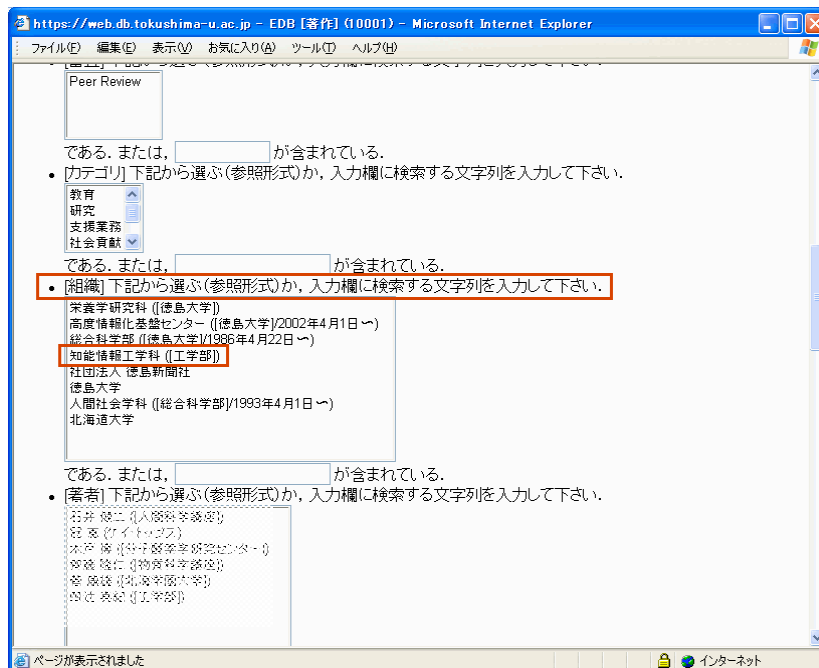 https://web.db.tokushima-u.ac.jp - EDB [著作] (10001) - Microsoft Internet Explorer
ファイル(F) 編集(E) 表示(V) お気に入り(A) ツール(T) ヘルプ(H)
Peer Review
である. または, が含まれている.
[カテゴリ] 下記から選ぶ(参照形式)か, 入力欄に検索する文字列を入力して下さい.
教育
研究
支援業務
社会貢献
である. または, が含まれている.
[組織] 下記から選ぶ(参照形式)か, 入力欄に検索する文字列を入力して下さい.
栄養学研究科 ([徳島大学])
高度情報化基盤センター ([徳島大学]/2002年4月1日〜)
総合科学部 ([徳島大学]/1986年4月22日〜)
知能情報工学科 ([工学部])
社団法人 徳島新聞社
徳島大学
人間社会学科 ([総合科学部]/1993年4月1日〜)
北海道大学
である. または, が含まれている.
[著者] 下記から選ぶ(参照形式)か, 入力欄に検索する文字列を入力して下さい.
ページが表示されました インターネット